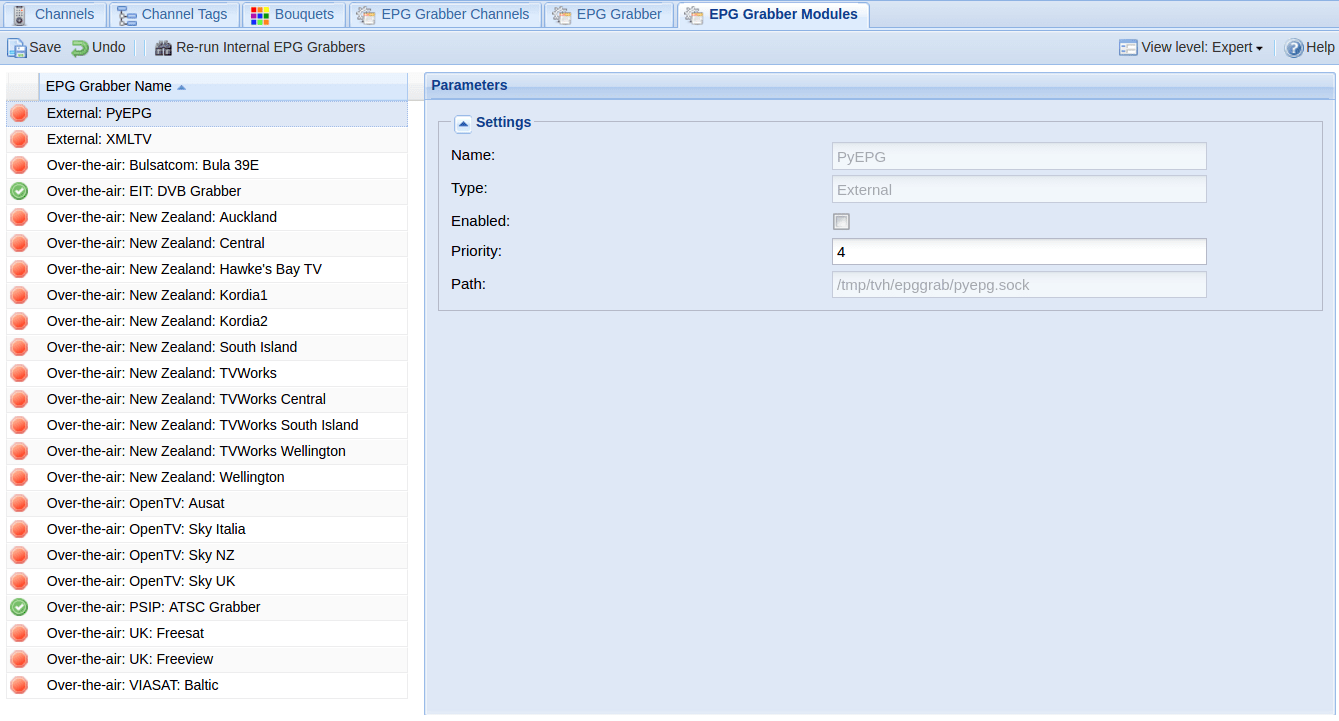 Channels Channel Tags Bouquets EPG Grabber Channels EPG Grabber EPG Grabber Modules
Save Undo Re-run Internal EPG Grabbers View level: Expert Help
EPG Grabber Name
External: PyEPG
External: XMLTV
Over-the-air: Bulsatcom: Bula 39E
Over-the-air: EIT: DVB Grabber
Over-the-air: New Zealand: Auckland
Over-the-air: New Zealand: Central
Over-the-air: New Zealand: Hawke's Bay TV
Over-the-air: New Zealand: Kordia1
Over-the-air: New Zealand: Kordia2
Over-the-air: New Zealand: South Island
Over-the-air: New Zealand: TVWorks
Over-the-air: New Zealand: TVWorks Central
Over-the-air: New Zealand: TVWorks South Island
Over-the-air: New Zealand: TVWorks Wellington
Over-the-air: New Zealand: Wellington
Over-the-air: OpenTV: Ausat
Over-the-air: OpenTV: Sky Italia
Over-the-air: OpenTV: Sky NZ
Over-the-air: OpenTV: Sky UK
Over-the-air: PSIP: ATSC Grabber
Over-the-air: UK: Freesat
Over-the-air: UK: Freeview
Over-the-air: VIASAT: Baltic
Parameters
Settings
Name: PyEPG
Type: External
Enabled:
Priority: 4
Path: /tmp/tvh/epggrab/pyepg.sock